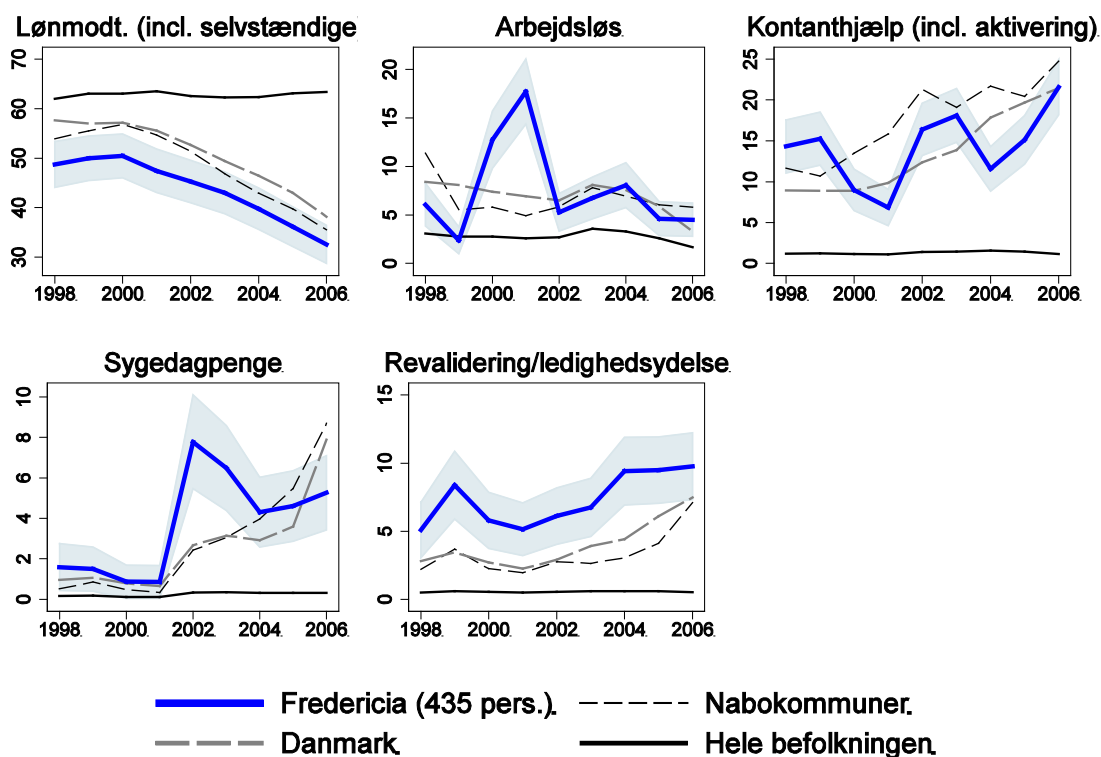 Lønmodt. (incl. selvstændige
Arbejdsløs.
Kontanthjælp (incl. aktivering).
70
60
50
40
30
1998. 2000. 2002. 2004. 2006.
20
15
10
5
0
1998. 2000. 2002. 2004. 2006.
25
20
15
10
5
0
1998. 2000. 2002. 2004. 2006.
Sygedagpenge.
Revalidering/ledighedsydelse.
10
8
6
4
2
0
1998. 2000. 2002. 2004. 2006.
15
10
5
0
1998. 2000. 2002. 2004. 2006.
Fredericia (435 pers.).
Nabokommuner.
Danmark.
Hele befolkningen.